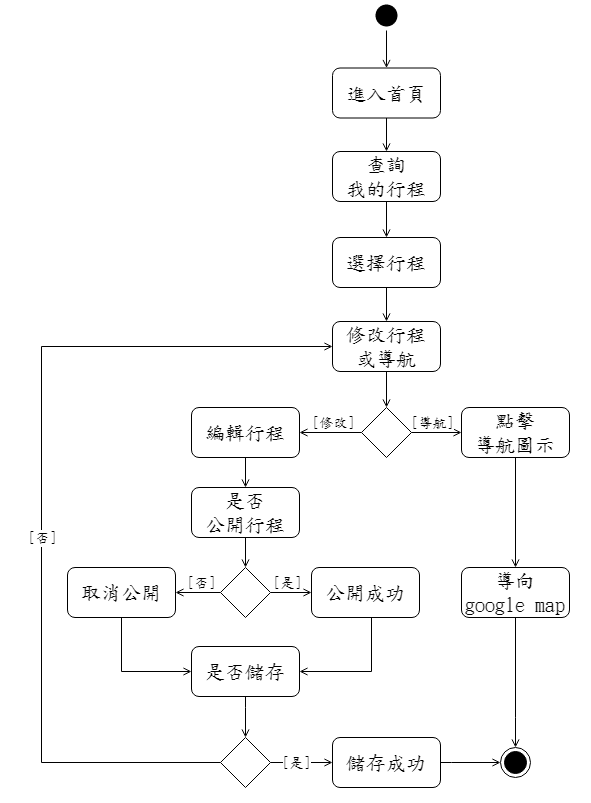 進入首頁
查詢
我的行程
選擇行程
修改行程
或導航
[修改]
[導航]
編輯行程
點擊
導航圖示
是否
公開行程
[否]
[否]
[是]
取消公開
公開成功
導向
google map
是否儲存
[是]
儲存成功